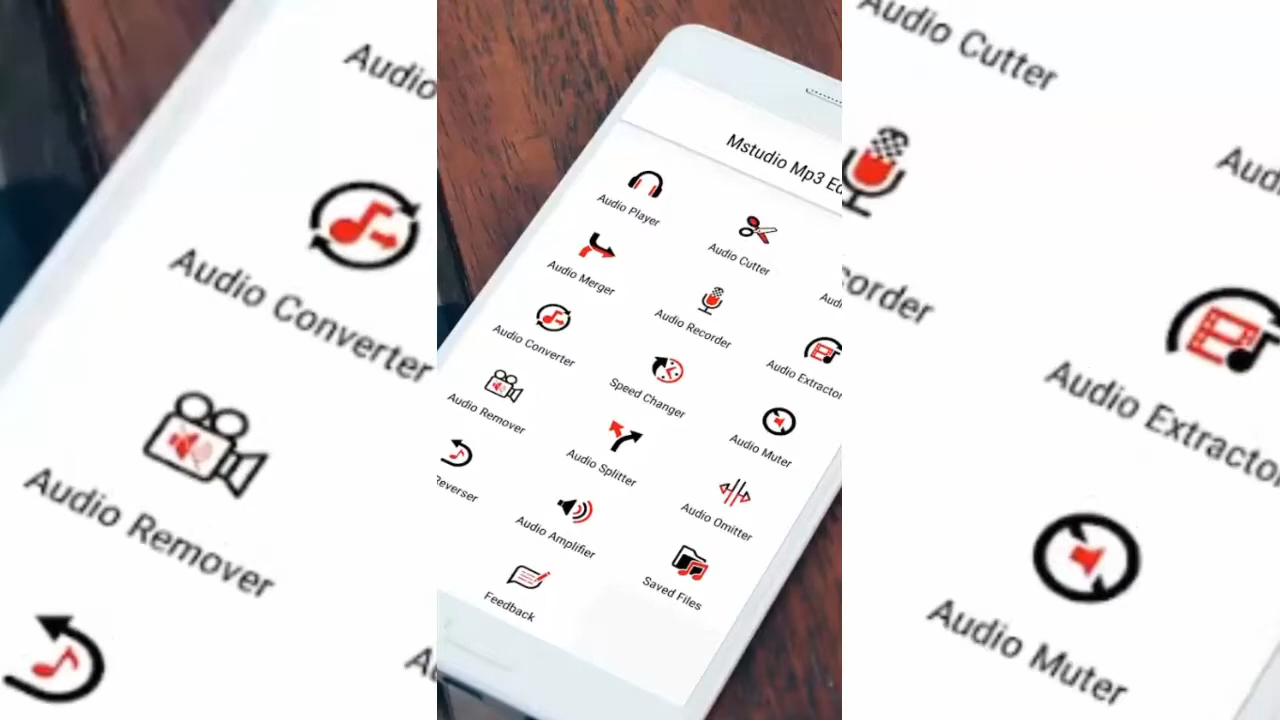 Audio
Audio Converter
Audio Remover
Mstudio Mp3
Audio Player
Audio Cutter
Audio Merger
Audio Recorder
Audio Converter
Speed Changer
Audio Extractor
Audio Remover
Audio Muter
Audio Splitter
Reverser
Audio Omitter
Audio Amplifier
Saved Files
Feedback
Audio Cutter
Audio Extractor
Audio Muter